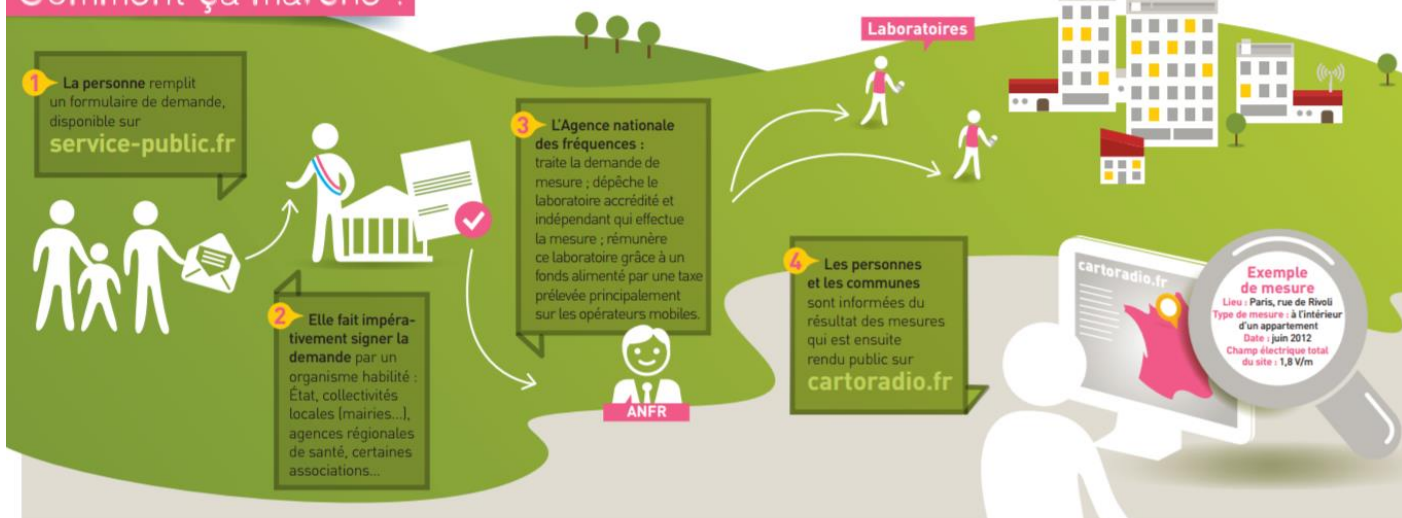 Comment ça marche ?
Laboratoires
1 La personne remplit
un formulaire de demande,
disponible sur
service-public.fr
2 Elle fait impéra-
tivement signer la
demande par un
organisme habilité :
État, collectivités
locales (mairies...),
agences régionales
de santé, certaines
associations...
3 L'Agence nationale
des fréquences :
traite la demande de
mesure ; dépêche le
laboratoire accrédité et
indépendant qui effectue
la mesure ; rémunère
ce laboratoire grâce à un
fonds alimenté par une taxe
prélevée principalement
sur les opérateurs mobiles.
ANFR
4 Les personnes
et les communes
sont informées du
résultat des mesures
qui est ensuite
rendu public sur
cartoradio.fr
cartoradio.fr
Exemple
de mesure
Lieu : Paris, rue de Rivoli
Type de mesure : à l'intérieur
d'un appartement
Date : juin 2012
Champ électrique total
du site : 1,8 V/m